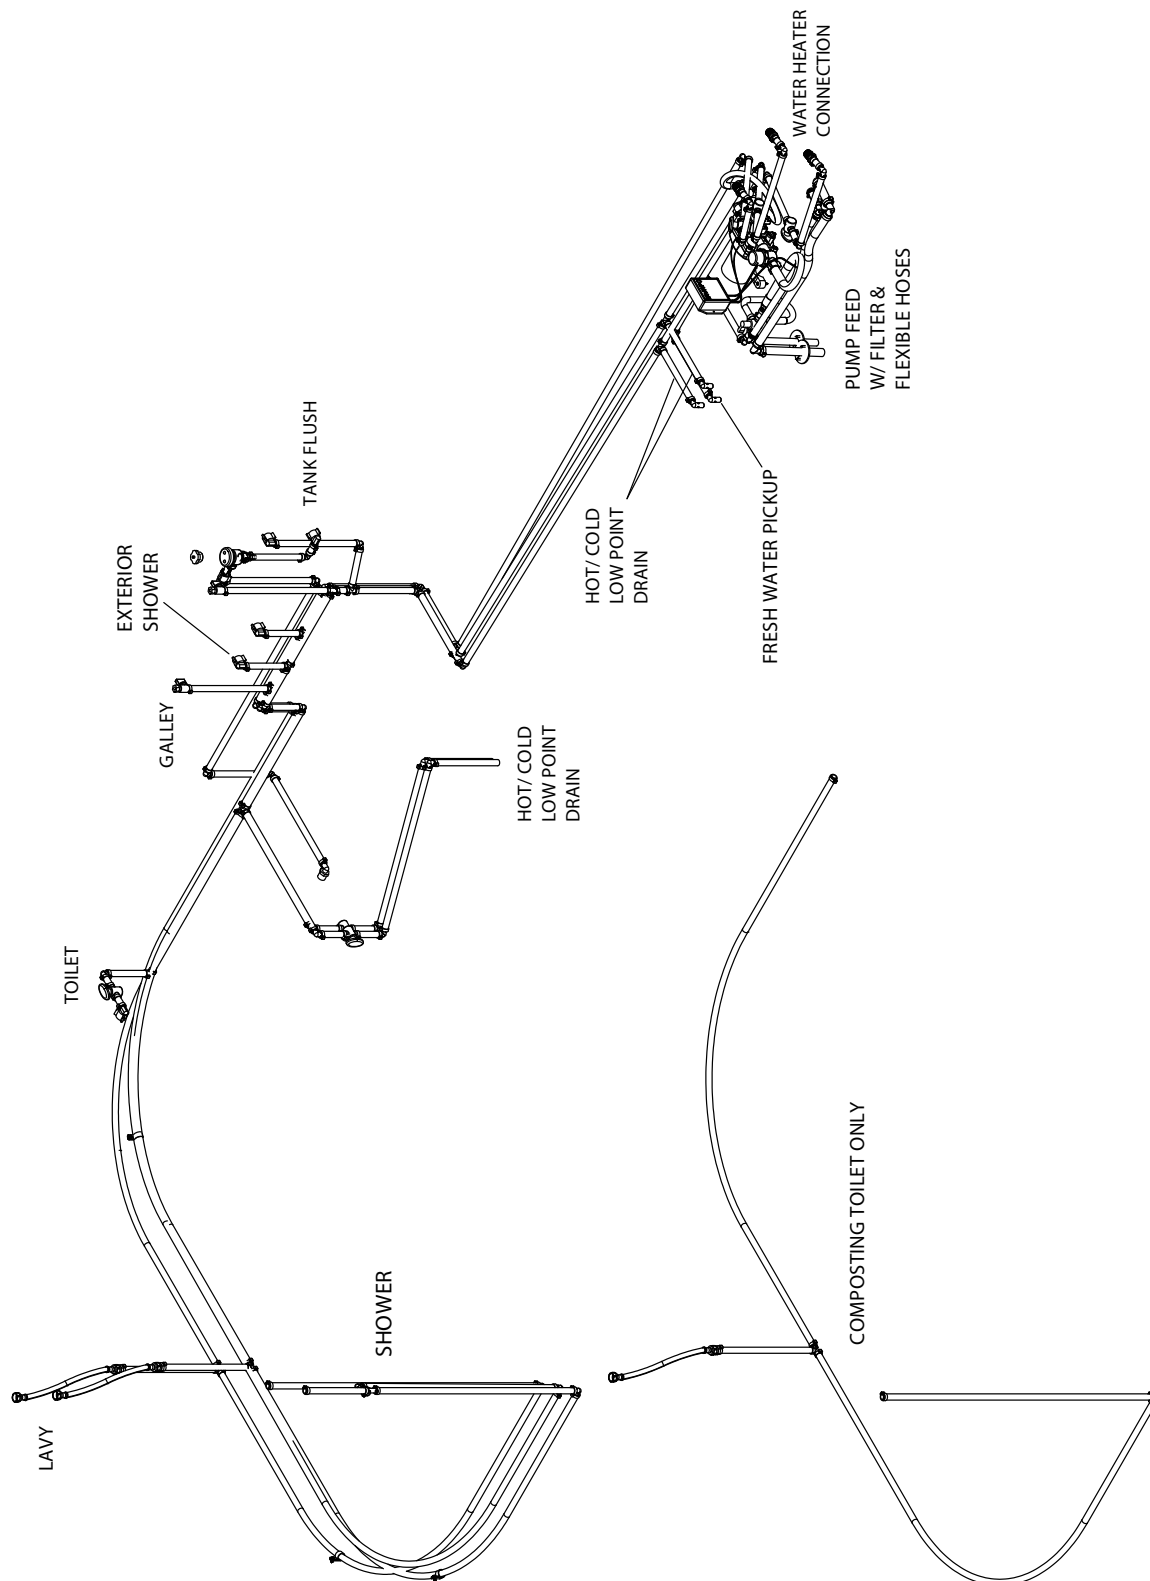 WATER HEATER
CONNECTION
PUMP FEED
W/ FILTER &
FLEXIBLE HOSES
TANK FLUSH
EXTERIOR
SHOWER
HOT/ COLD
LOW POINT
DRAIN
FRESH WATER PICKUP
GALLEY
HOT/ COLD
LOW POINT
DRAIN
TOILET
COMPOSTING TOILET ONLY
SHOWER
LAVY